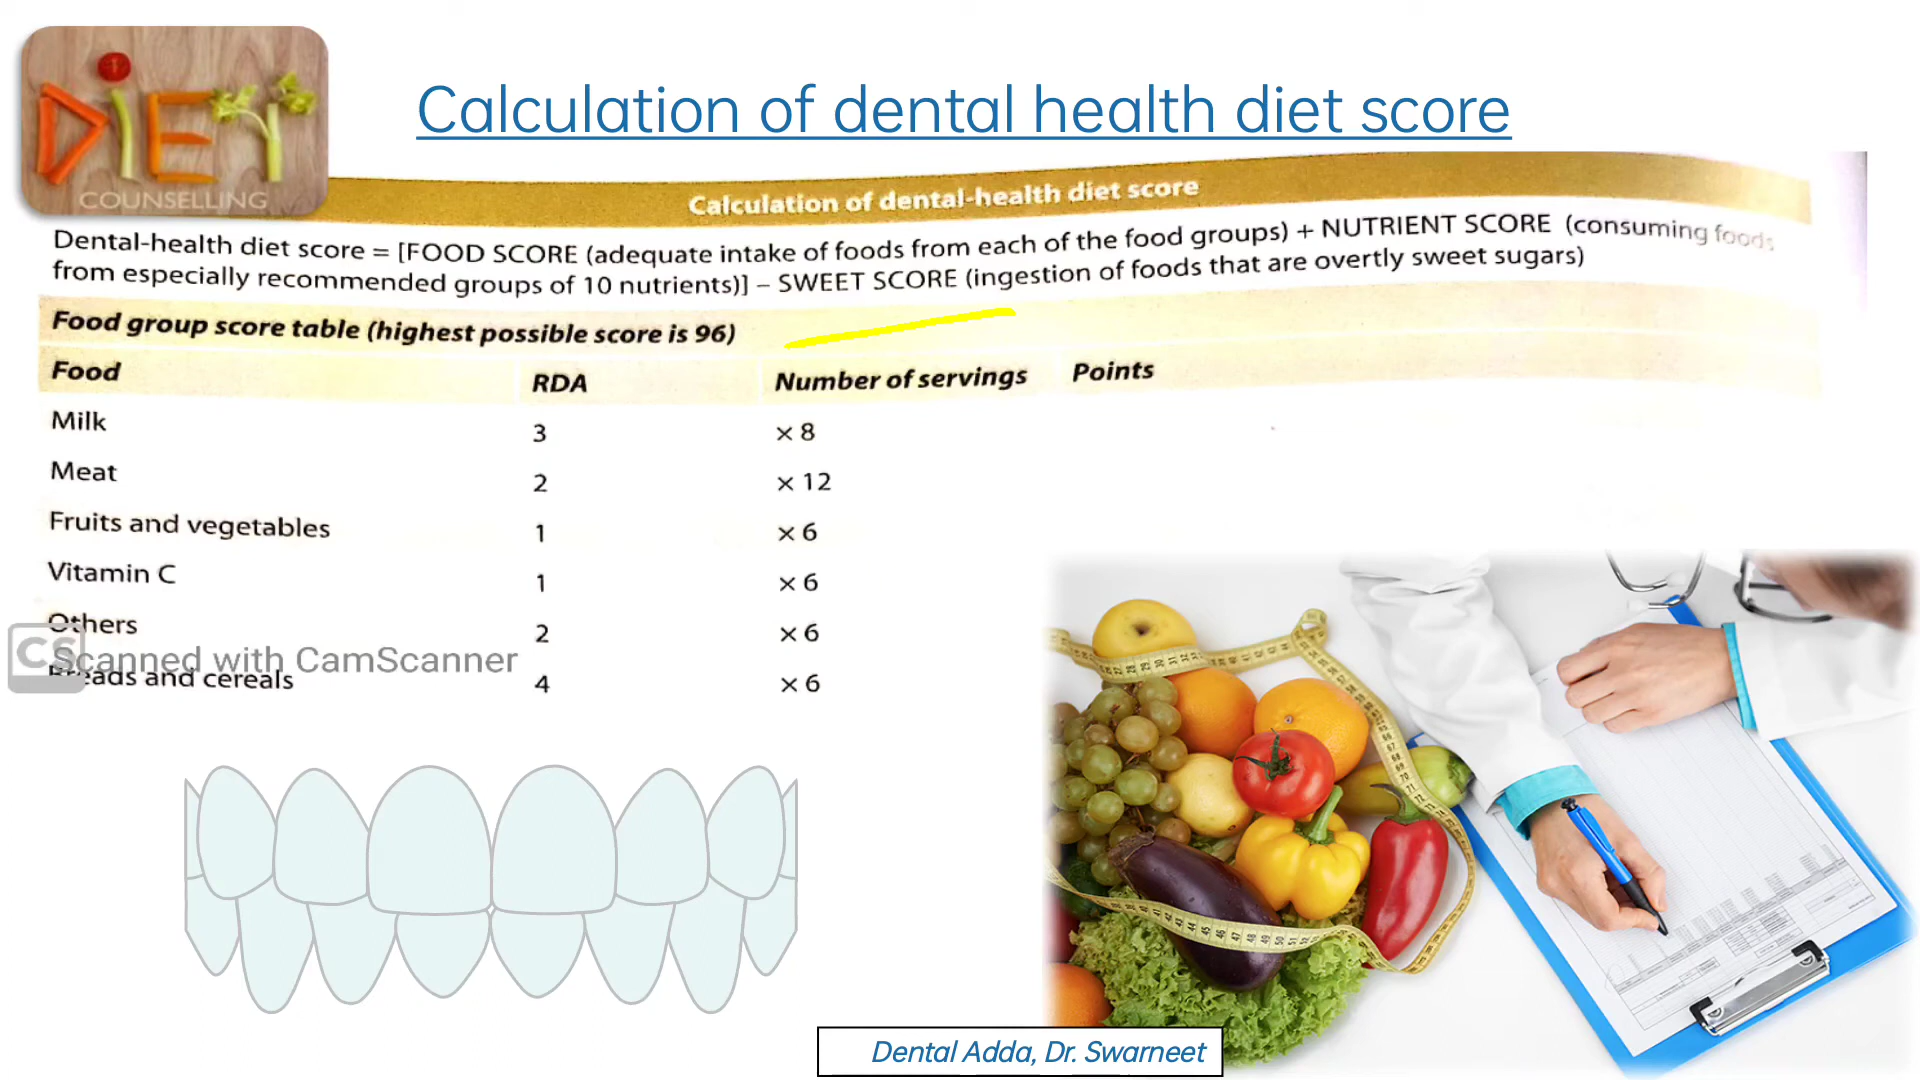 DiET
COUNSELLING
Calculation of dental health diet score
Calculation of dental-health diet score
Dental-health diet score = [FOOD SCORE (adequate intake of foods from each of the food groups) + NUTRIENT SCORE (consuming foods
from especially recommended groups of 10 nutrients)] – SWEET SCORE (ingestion of foods that are overtly sweet sugars)
Food group score table (highest possible score is 96)
Food RDA Number of servings Points
Milk 3 × 8
Meat 2 × 12
Fruits and vegetables 1 × 6
Vitamin C 1 × 6
Others 2 × 6
CS Scanned with CamScanner
Breads and cereals 4 × 6
Dental Adda, Dr. Swarneet